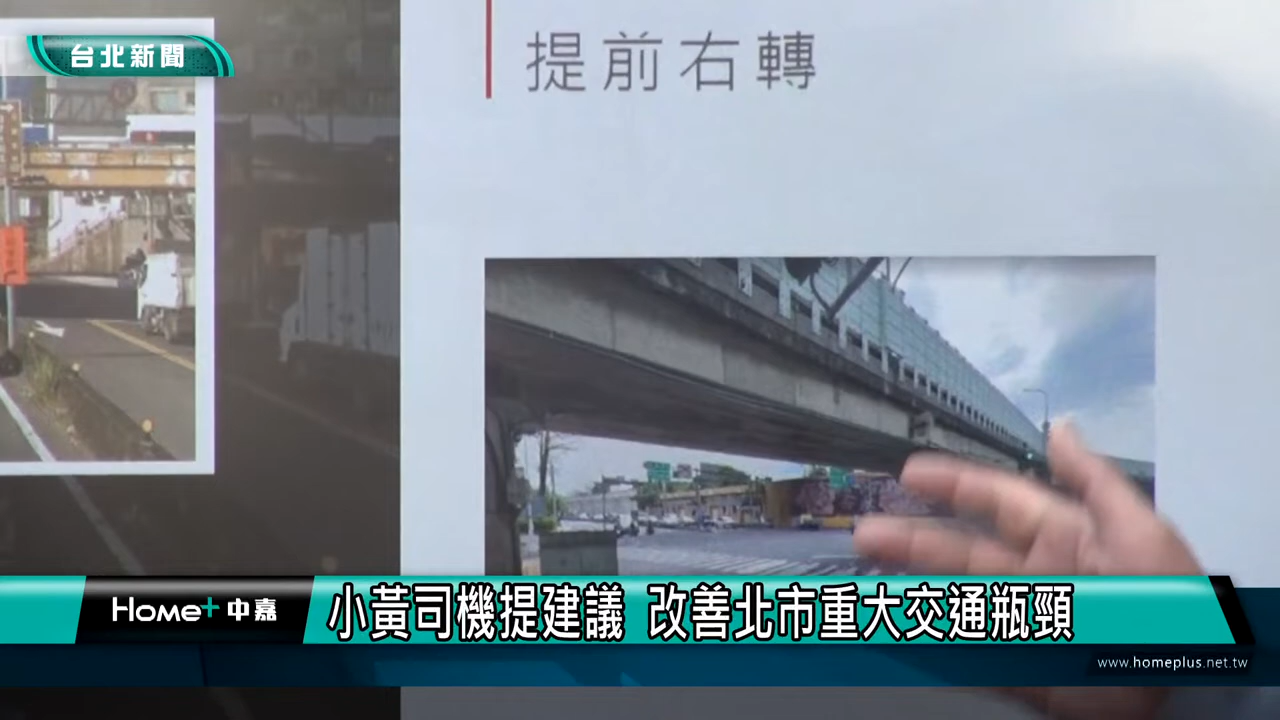 台北新聞
提前右轉
Home+中嘉
小黃司機提建議 改善北市重大交通瓶頸
www.homeplus.net.tw